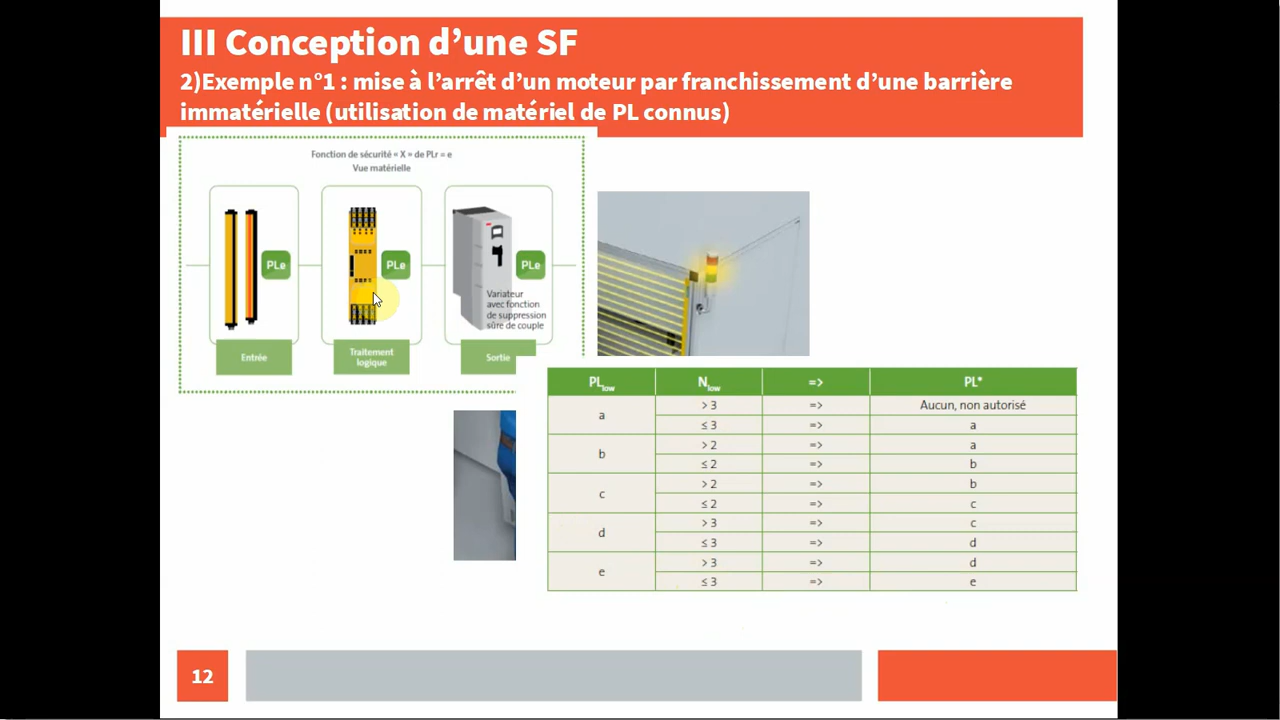 III Conception d’une SF
2)Exemple n°1 : mise à l’arrêt d’un moteur par franchissement d’une barrière
immatérielle (utilisation de matériel de PL connus)
Fonction de sécurité « X » de PLr = e
Vue matérielle
PLe
PLe
PLe
Variateur
avec fonction
de suppression
sûre de couple
Entrée
Traitement
logique
Sortie
PLlow Nlow => PL*
a > 3 => Aucun, non autorisé
≤ 3 => a
b > 2 => a
≤ 2 => b
c > 2 => b
≤ 2 => c
d > 3 => c
≤ 3 => d
e > 3 => d
≤ 3 => e
12